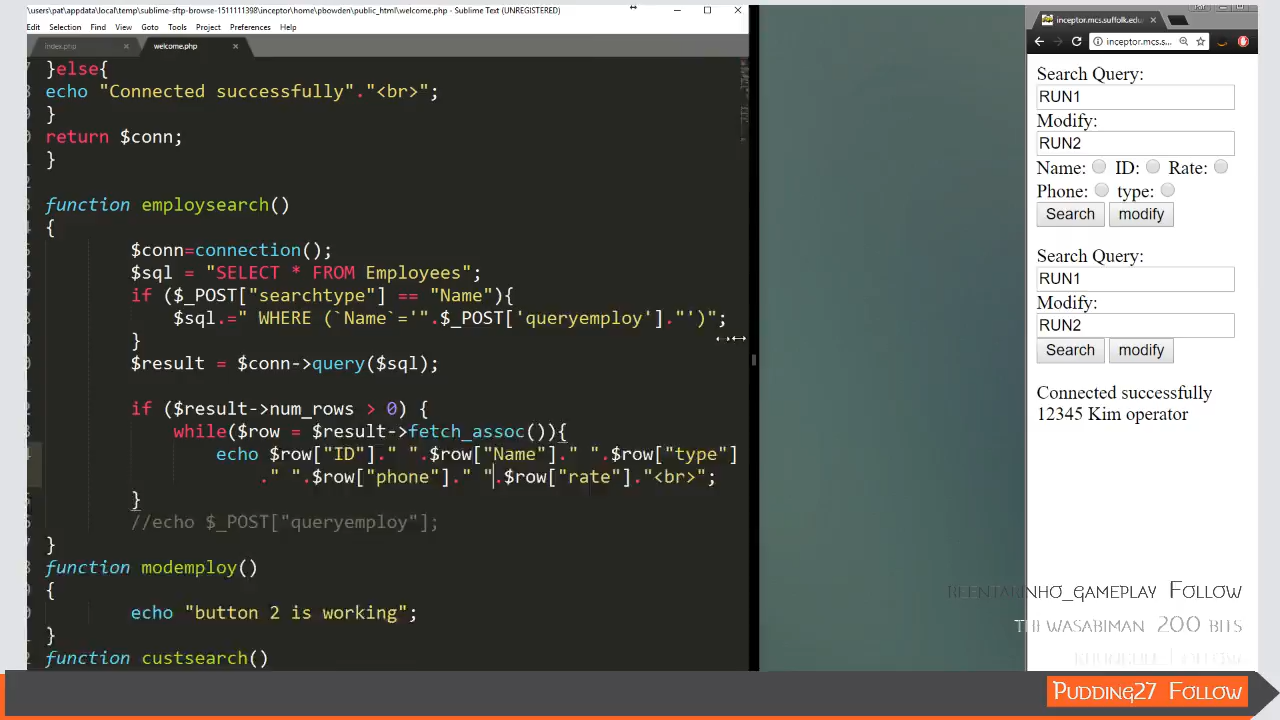 \users\pat\appdata\local\temp\sublime-sftp-browse-1511111398\inceptor\home\pbowden\public_html\welcome.php - Sublime Text (UNREGISTERED)
Edit Selection Find View Goto Tools Project Preferences Help
index.php × welcome.php ×
}else{
echo "Connected successfully"."<br>";
}
return $conn;
}
function employsearch()
{
$conn=connection();
$sql = "SELECT * FROM Employees";
if ($_POST["searchtype"] == "Name"){
$sql.=" WHERE (`Name`='".$_POST['queryemploy']."')";
}
$result = $conn->query($sql);
if ($result->num_rows > 0) {
while($row = $result->fetch_assoc()){
echo $row["ID"]." ".$row["Name"]." ".$row["type"]
." ".$row["phone"]." ".$row["rate"]."<br>";
}
//echo $_POST["queryemploy"];
}
function modemploy()
{
echo "button 2 is working";
}
function custsearch()
inceptor.mcs.suffolk.edu
inceptor.mcs.s...
Search Query:
RUN1
Modify:
RUN2
Name: ID: Rate:
Phone: type:
Search modify
Search Query:
RUN1
Modify:
RUN2
Search modify
Connected successfully
12345 Kim operator
Follow
200 bits
Pudding27 Follow